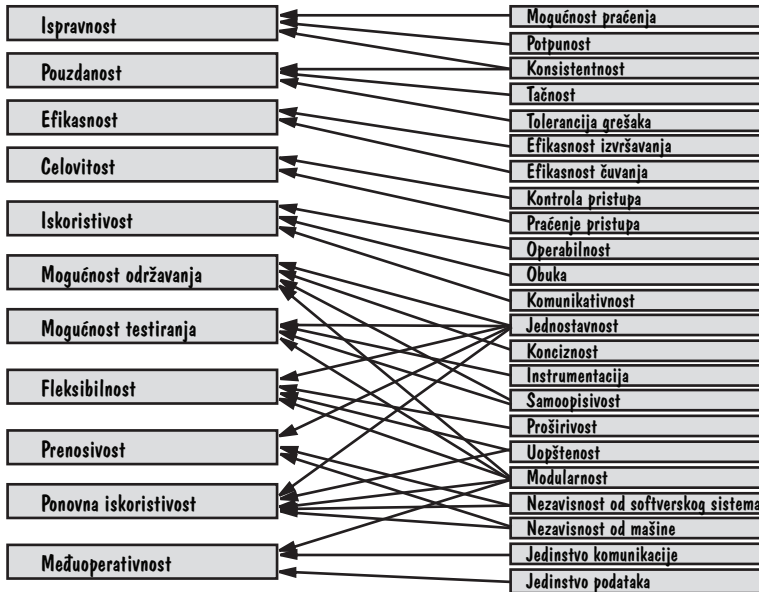 Ispravnost
Pouzdanost
Efikasnost
Celovitost
Iskoristivost
Mogućnost održavanja
Mogućnost testiranja
Fleksibilnost
Prenosivost
Ponovna iskoristivost
Međuoperativnost
Mogućnost praćenja
Potpunost
Konsistentnost
Tačnost
Tolerancija grešaka
Efikasnost izvršavanja
Efikasnost čuvanja
Kontrola pristupa
Praćenje pristupa
Operabilnost
Obuka
Komunikativnost
Jednostavnost
Konciznost
Instrumentacija
Samoopisivost
Proširivost
Uopštenost
Modularnost
Nezavisnost od softverskog sistema
Nezavisnost od mašine
Jedinstvo komunikacije
Jedinstvo podataka